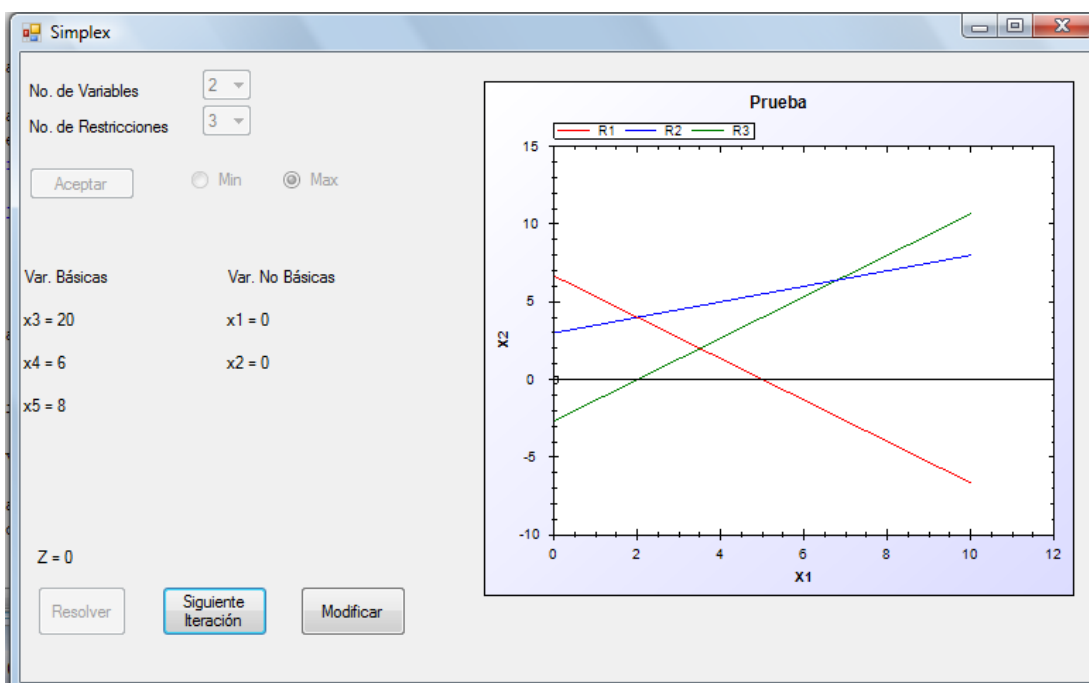 Simplex
No. de Variables 2
No. de Restricciones 3
Aceptar Min Max
Var. Básicas Var. No Básicas
x3 = 20 x1 = 0
x4 = 6 x2 = 0
x5 = 8
Z = 0
Resolver Siguiente Iteración Modificar
Prueba
R1 R2 R3
15
10
5
0
-5
-10
X2
0 2 4 6 8 10 12
X1